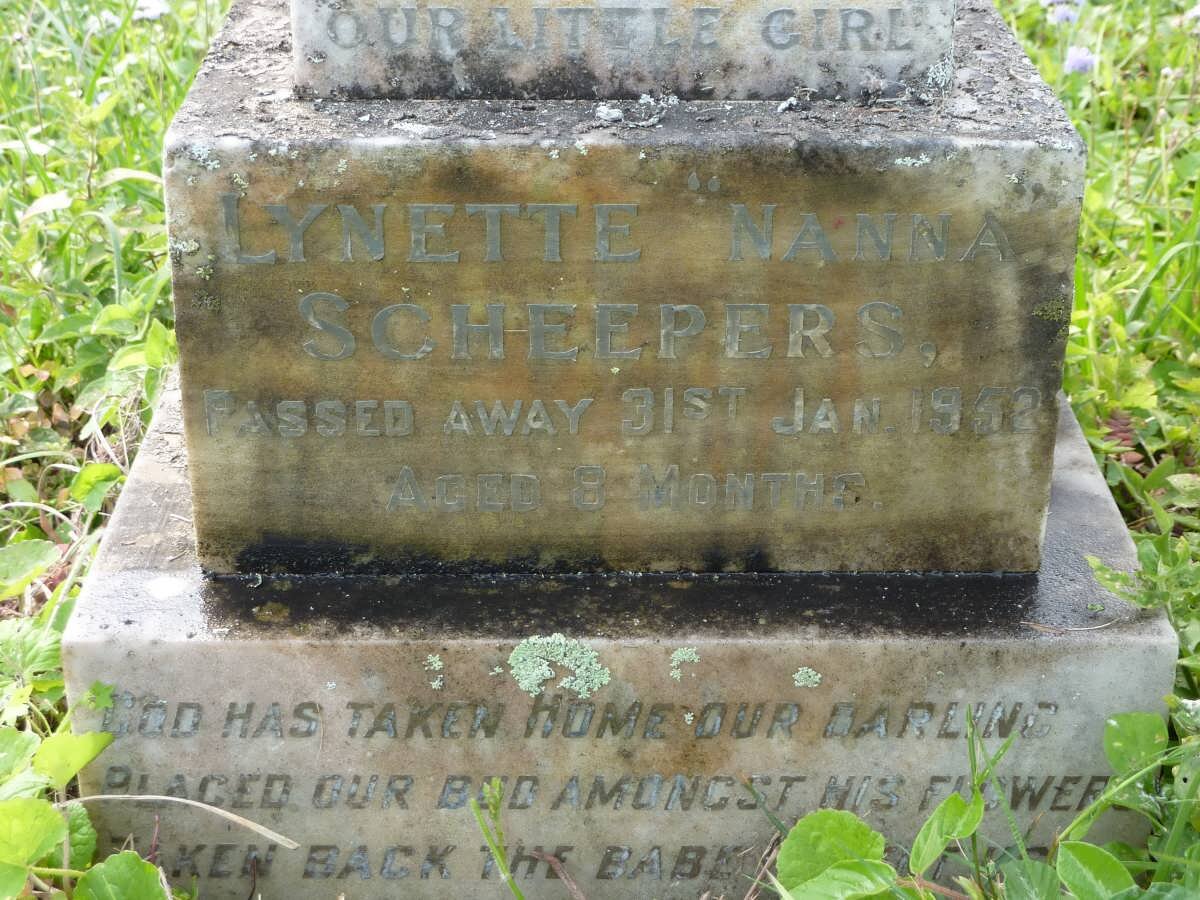 OUR LITTLE GIRL
LYNETTE "NANNA"
SCHEEPERS,
PASSED AWAY 31ST JAN. 1952
AGED 8 MONTHS.
GOD HAS TAKEN HOME OUR DARLING
PLACED OUR BUD AMONGST HIS FLOWERS
TAKEN BACK THE BABE